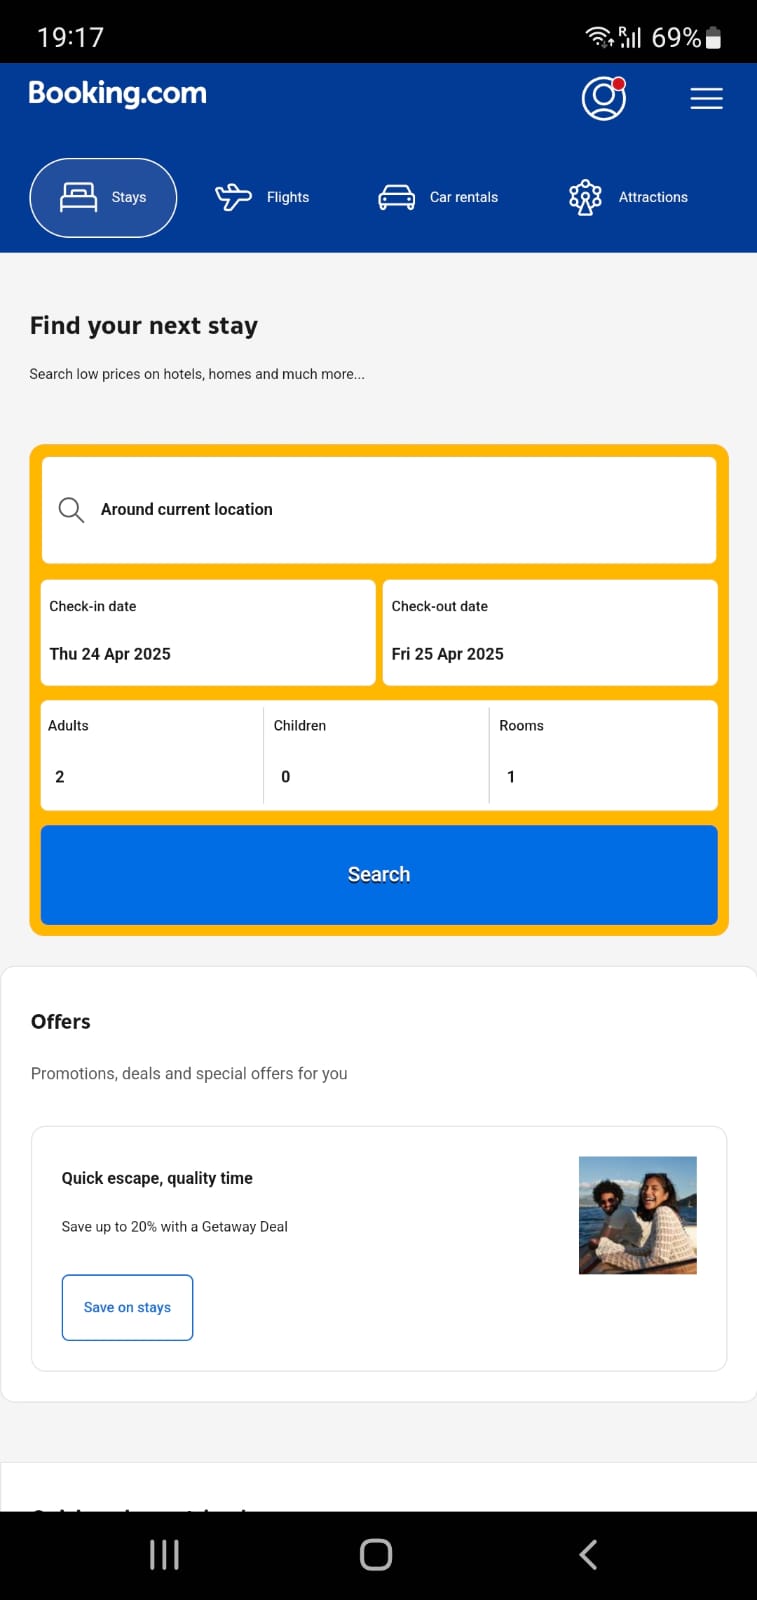 19:17
R 69%
Booking.com
Stays Flights Car rentals Attractions
Find your next stay
Search low prices on hotels, homes and much more...
Around current location
Check-in date Check-out date
Thu 24 Apr 2025 Fri 25 Apr 2025
Adults Children Rooms
2 0 1
Search
Offers
Promotions, deals and special offers for you
Quick escape, quality time
Save up to 20% with a Getaway Deal
Save on stays